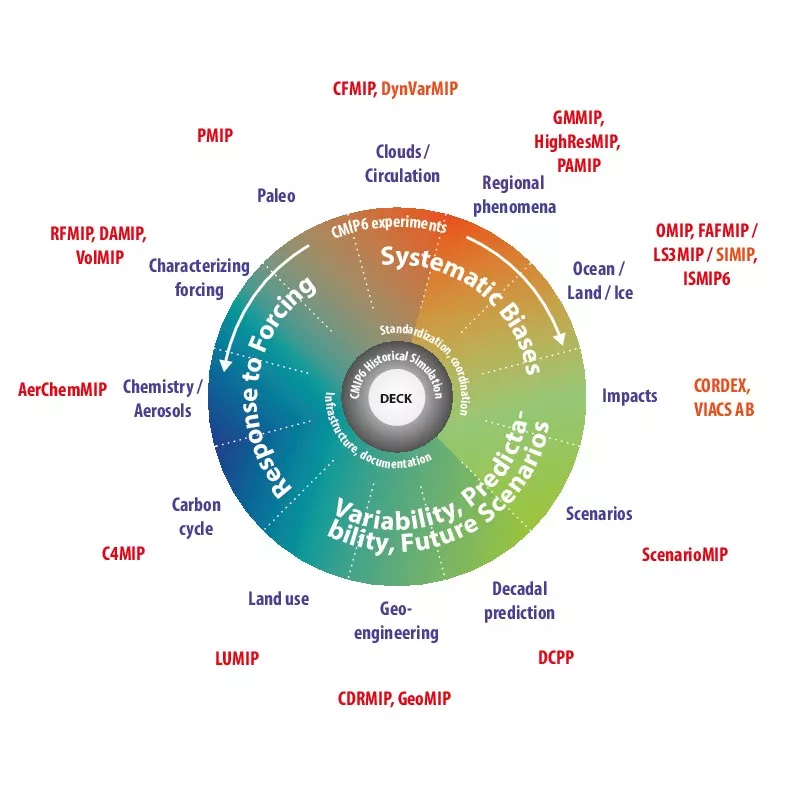 CFMIP, DynVarMIP
GMMIP,
HighResMIP,
PAMIP
PMIP
Clouds /
Circulation
Regional
phenomena
Paleo
RFMIP, DAMIP,
VolMIP
OMIP, FAFMIP /
LS3MIP / SIMIP,
ISMIP6
Characterizing
forcing
Ocean /
Land / Ice
CMIP6 experiments
Systematic Biases
Response to Forcing
Standardization, coordination
CMIP6 Historical Simulation
DECK
Infrastructure, documentation
Variability, Predicta-
bility, Future Scenarios
AerChemMIP
Chemistry /
Aerosols
Impacts
CORDEX,
VIACS AB
Carbon
cycle
Scenarios
C4MIP
ScenarioMIP
Land use
Geo-
engineering
Decadal
prediction
LUMIP
DCPP
CDRMIP, GeoMIP